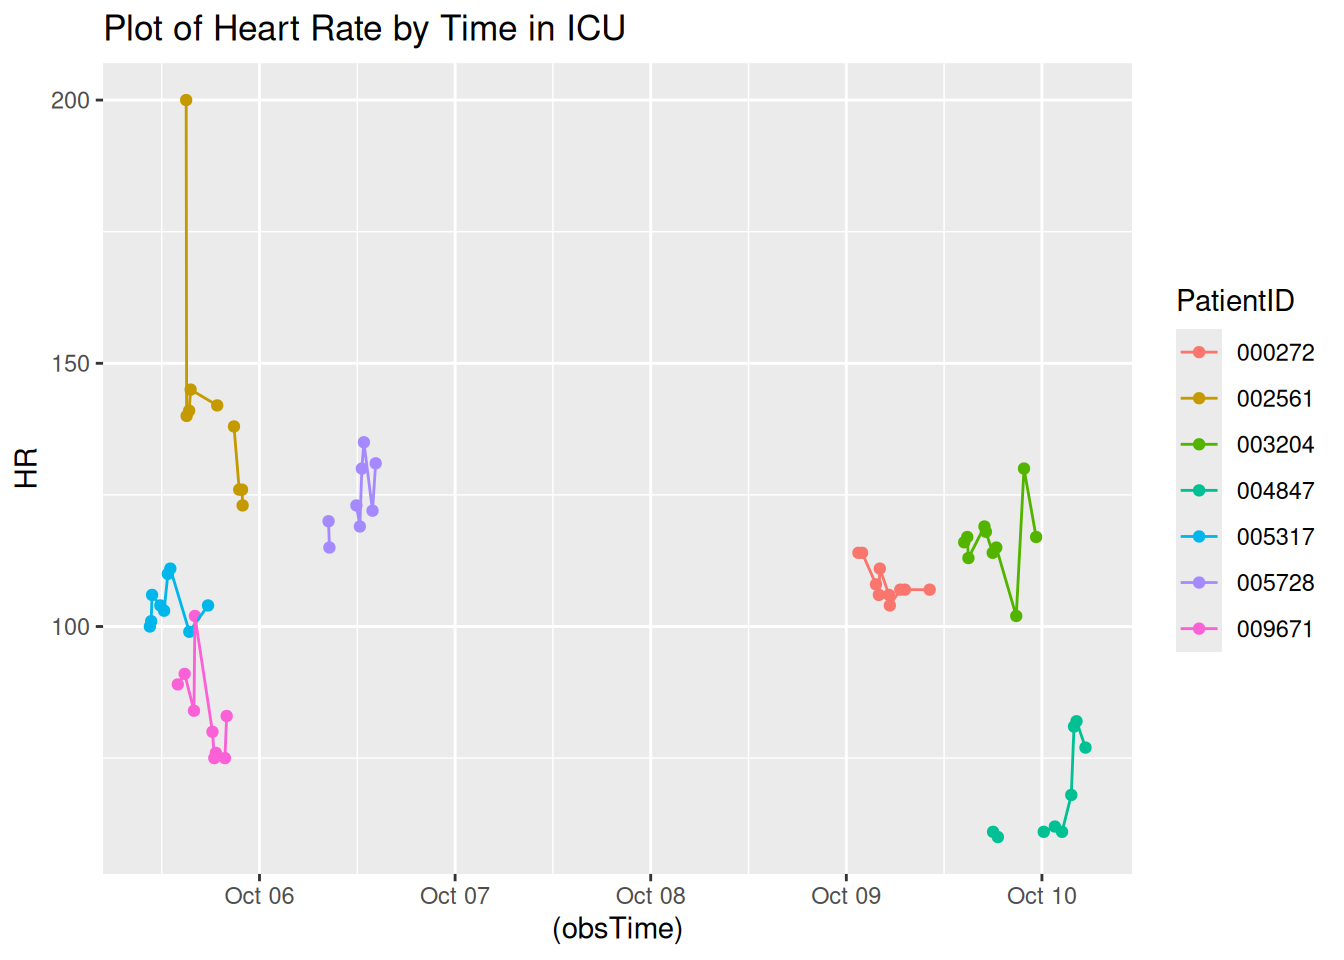 Plot of Heart Rate by Time in ICU
200
150
100
HR
Oct 06
Oct 07
Oct 08
Oct 09
Oct 10
(obsTime)
PatientID
000272
002561
003204
004847
005317
005728
009671